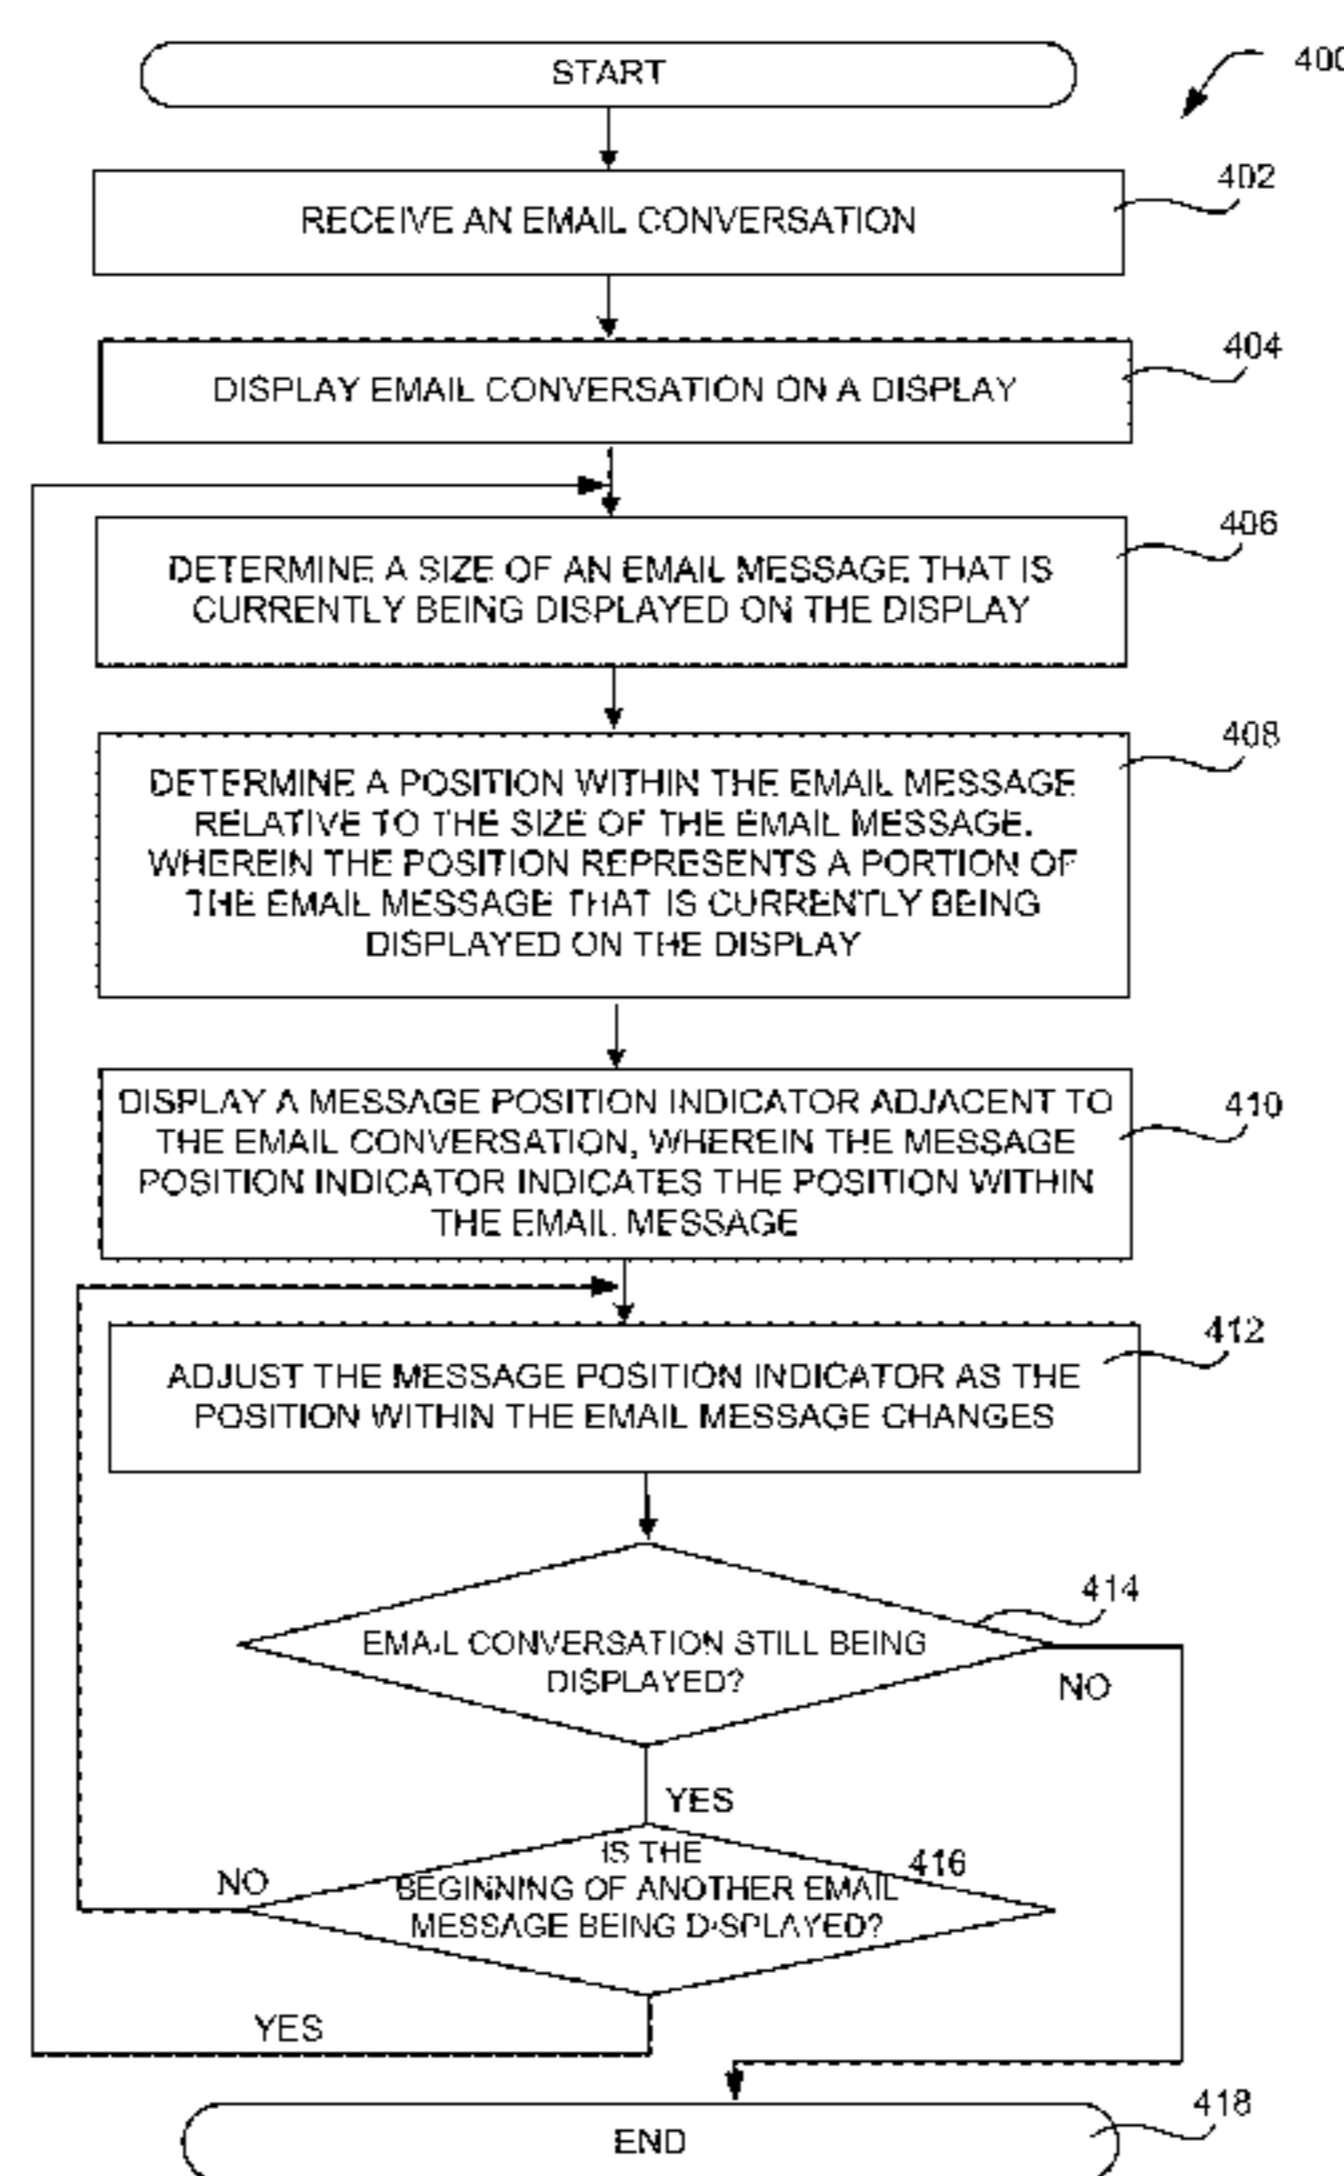 START
400
402
RECEIVE AN EMAIL CONVERSATION
404
DISPLAY EMAIL CONVERSATION ON A DISPLAY
406
DETERMINE A SIZE OF AN EMAIL MESSAGE THAT IS
CURRENTLY BEING DISPLAYED ON THE DISPLAY
408
DETERMINE A POSITION WITHIN THE EMAIL MESSAGE
RELATIVE TO THE SIZE OF THE EMAIL MESSAGE.
WHEREIN THE POSITION REPRESENTS A PORTION OF
THE EMAIL MESSAGE THAT IS CURRENTLY BEING
DISPLAYED ON THE DISPLAY
410
DISPLAY A MESSAGE POSITION INDICATOR ADJACENT TO
THE EMAIL CONVERSATION, WHEREIN THE MESSAGE
POSITION INDICATOR INDICATES THE POSITION WITHIN
THE EMAIL MESSAGE
412
ADJUST THE MESSAGE POSITION INDICATOR AS THE
POSITION WITHIN THE EMAIL MESSAGE CHANGES
414
EMAIL CONVERSATION STILL BEING
DISPLAYED?
NO
YES
IS THE
416
NO
BEGINNING OF ANOTHER EMAIL
MESSAGE BEING DISPLAYED?
YES
418
END